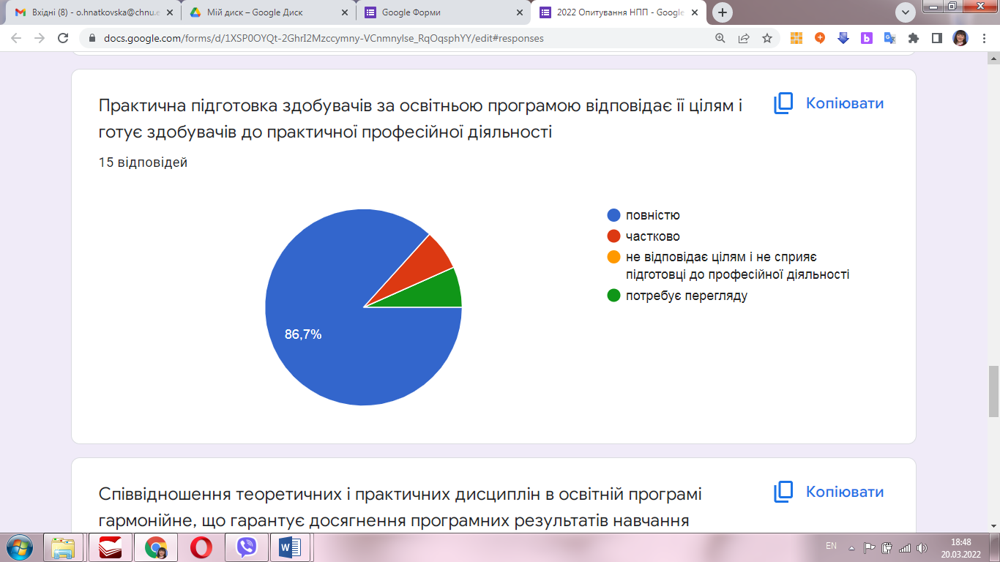 Вхідні (8) - o.hnatkovska@chnu.e
Мій диск – Google Диск
Google Форми
2022 Опитування НПП - Google
docs.google.com/forms/d/1XSP0OYQt-2GhrI2Mzccymny-VCnmnylse_RqOqsphYY/edit#responses
Практична підготовка здобувачів за освітньою програмою відповідає її цілям і
готує здобувачів до практичної професійної діяльності
Копіювати
15 відповідей
86,7%
повністю
частково
не відповідає цілям і не сприяє
підготовці до професійної діяльності
потребує перегляду
Співвідношення теоретичних і практичних дисциплін в освітній програмі
гармонійне, що гарантує досягнення програмних результатів навчання
Копіювати
EN
18:48
20.03.2022